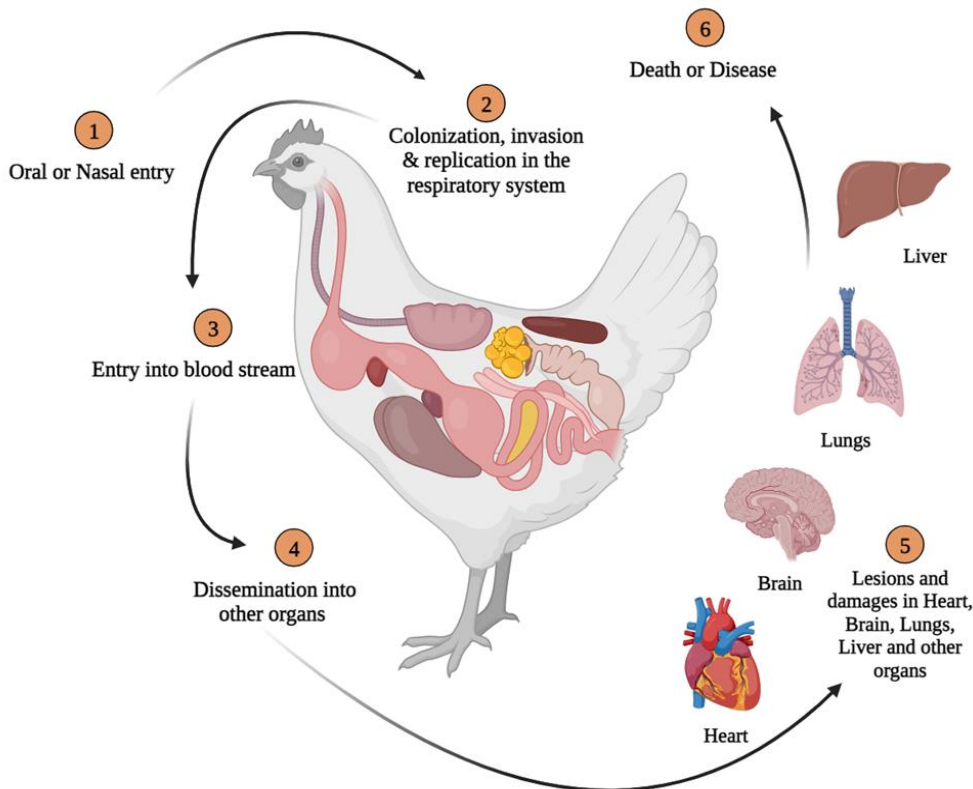 1
Oral or Nasal entry
2
Colonization, invasion
& replication in the
respiratory system
3
Entry into blood stream
4
Dissemination into
other organs
5
Lesions and
damages in Heart,
Brain, Lungs,
Liver and other
organs
6
Death or Disease
Liver
Lungs
Brain
Heart